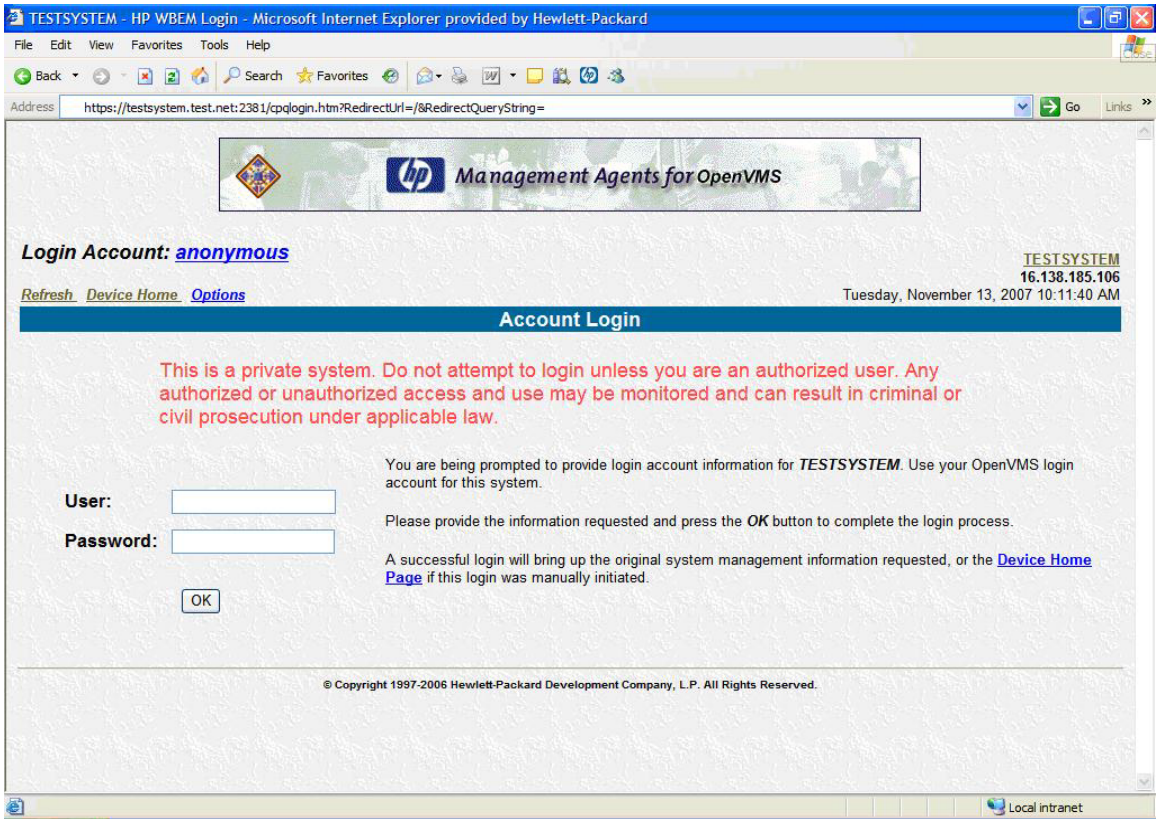 TESTSYSTEM - HP WBEM Login - Microsoft Internet Explorer provided by Hewlett-Packard
File Edit View Favorites Tools Help
Close
Back Search Favorites
Address https://testsystem.test.net:2381/cpqlogin.htm?RedirectUrl=/&RedirectQueryString= Go Links »
hp Management Agents for OpenVMS
Login Account: anonymous
TESTSYSTEM
16.138.185.106
Refresh Device Home Options Tuesday, November 13, 2007 10:11:40 AM
Account Login
This is a private system. Do not attempt to login unless you are an authorized user. Any
authorized or unauthorized access and use may be monitored and can result in criminal or
civil prosecution under applicable law.
You are being prompted to provide login account information for TESTSYSTEM. Use your OpenVMS login
account for this system.
User:
Please provide the information requested and press the OK button to complete the login process.
Password:
A successful login will bring up the original system management information requested, or the Device Home
Page if this login was manually initiated.
OK
© Copyright 1997-2006 Hewlett-Packard Development Company, L.P. All Rights Reserved.
Local intranet